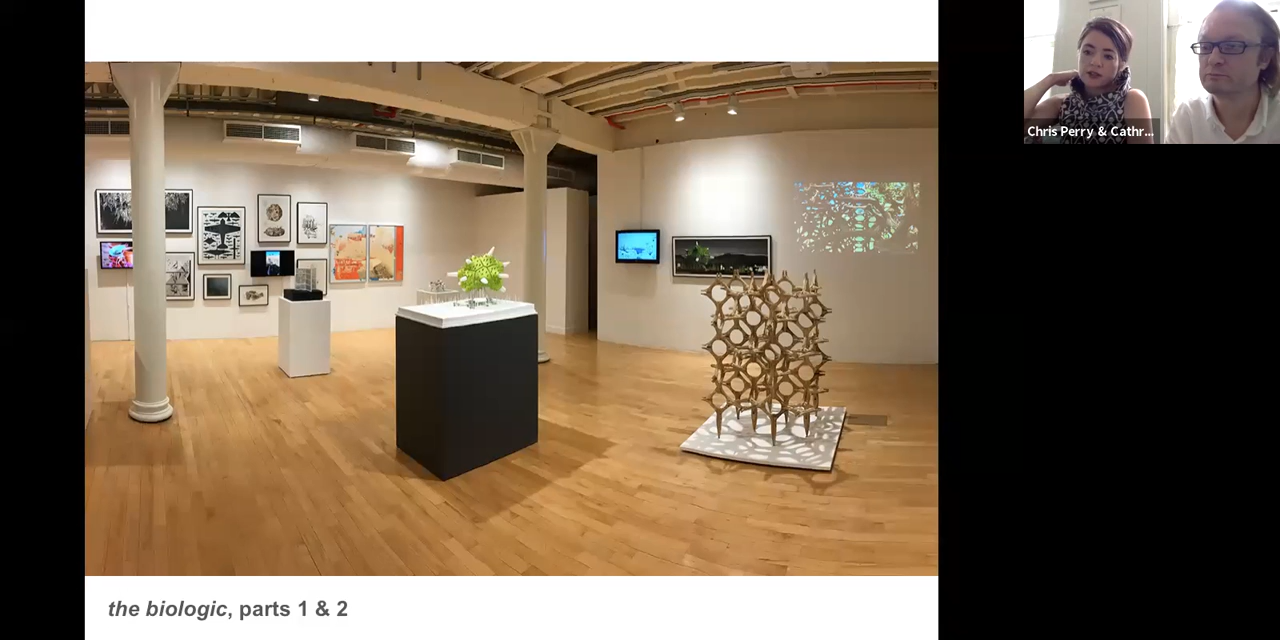 Chris Perry & Cathr...
the biologic, parts 1 & 2